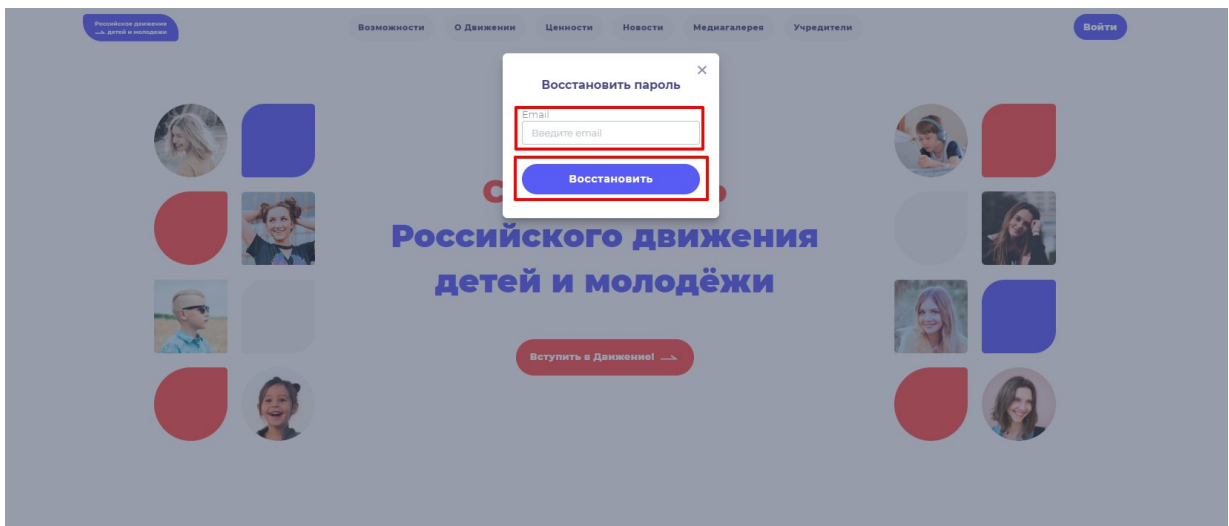 Российское движение
детей и молодежи
Возможности
О Движении
Ценности
Новости
Медиагалерея
Учредители
Войти
Восстановить пароль
Email
Введите email
Восстановить
Российского движения
детей и молодёжи
Вступить в Движение!